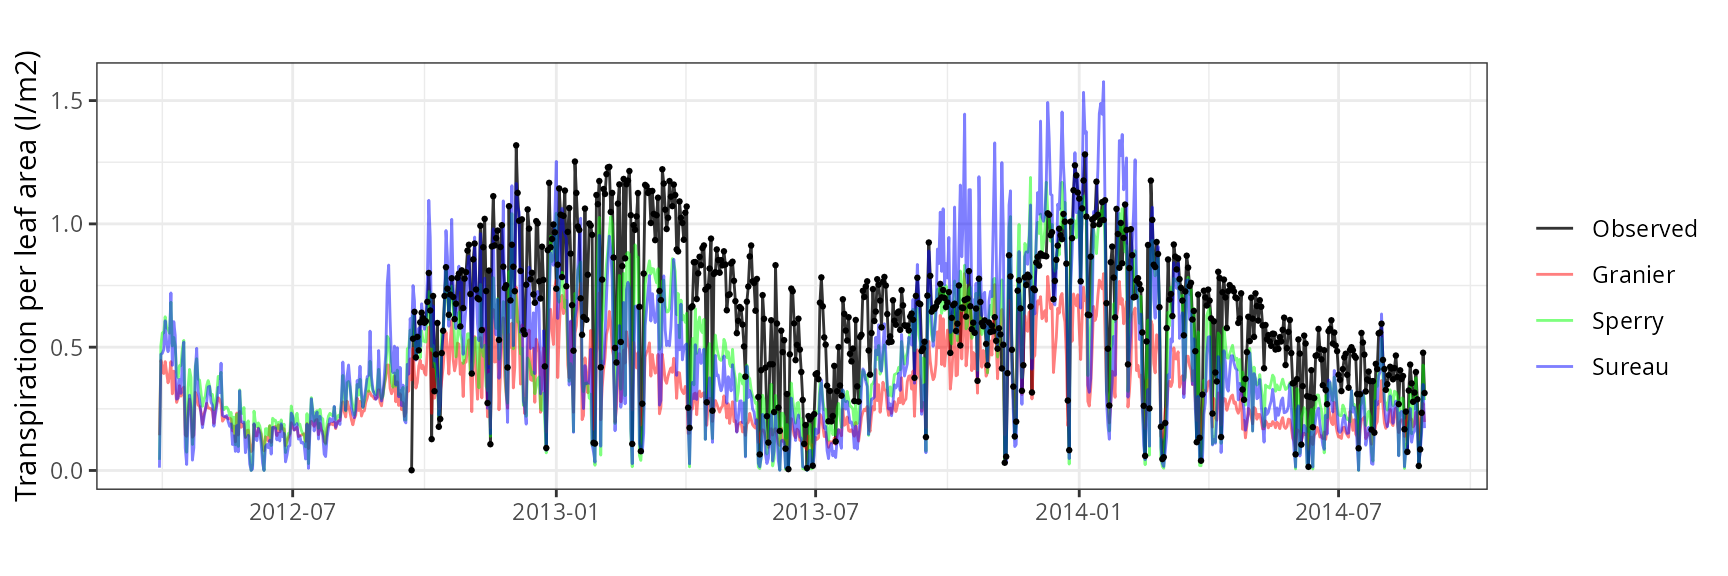 Transpiration per leaf area (l/m2)
1.5
1.0
0.5
0.0
2012-07
2013-01
2013-07
2014-01
2014-07
Observed
Granier
Sperry
Sureau